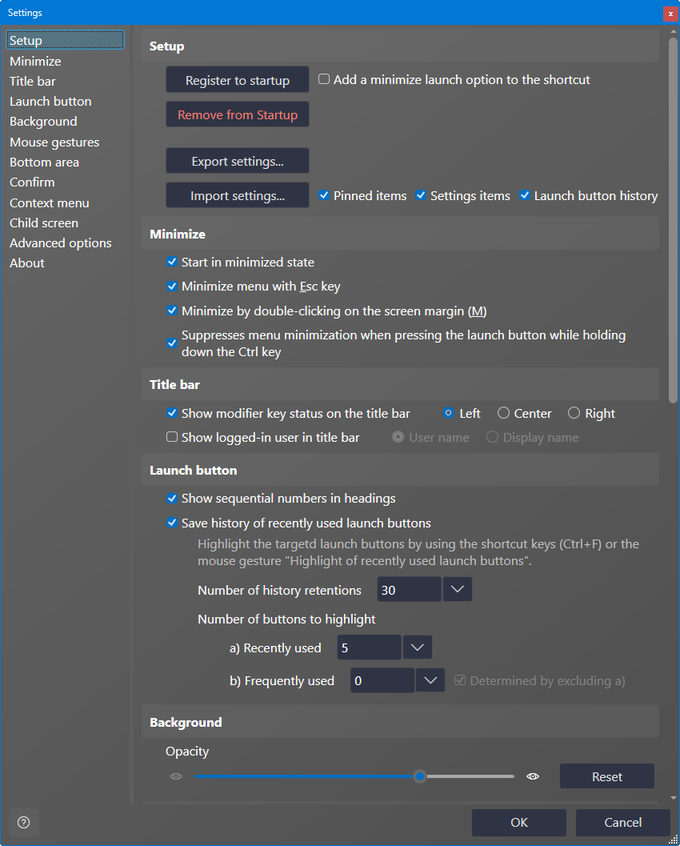 Settings
Setup
Minimize
Title bar
Launch button
Background
Mouse gestures
Bottom area
Confirm
Context menu
Child screen
Advanced options
About
Setup
Register to startup
Add a minimize launch option to the shortcut
Remove from Startup
Export settings...
Import settings...
Pinned items
Settings items
Launch button history
Minimize
Start in minimized state
Minimize menu with Esc key
Minimize by double-clicking on the screen margin (M)
Suppresses menu minimization when pressing the launch button while holding
down the Ctrl key
Title bar
Show modifier key status on the title bar
Left
Center
Right
Show logged-in user in title bar
User name
Display name
Launch button
Show sequential numbers in headings
Save history of recently used launch buttons
Highlight the targetd launch buttons by using the shortcut keys (Ctrl+F) or the
mouse gesture "Highlight of recently used launch buttons".
Number of history retentions
30
Number of buttons to highlight
a) Recently used
5
b) Frequently used
0
Determined by excluding a)
Background
Opacity
Reset
OK
Cancel